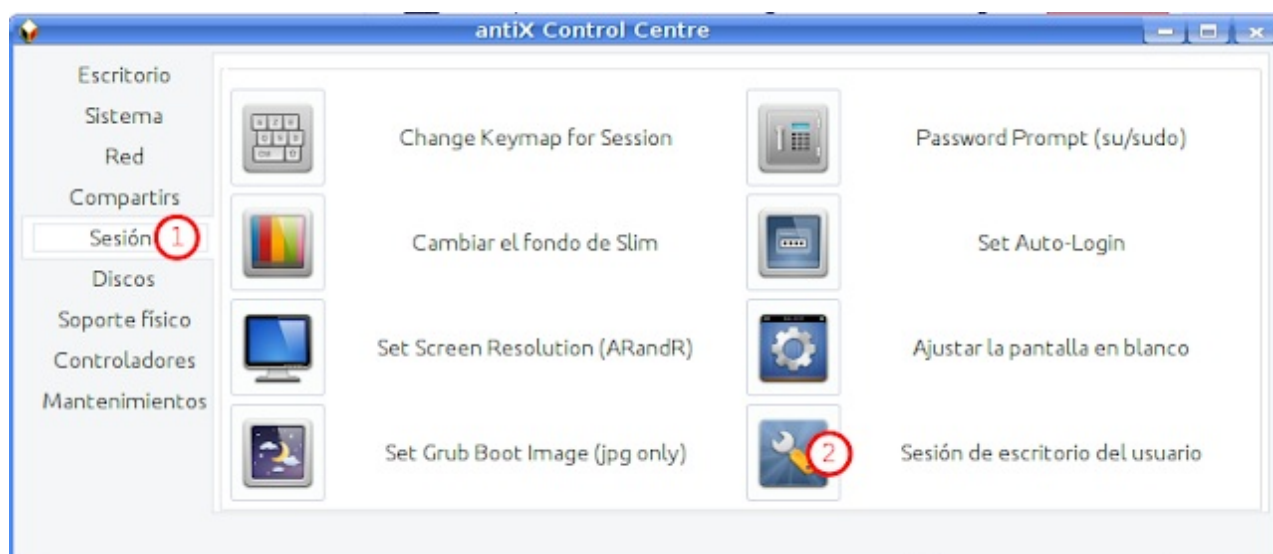 antiX Control Centre
Escritorio
Sistema
Red
Compartirs
Sesión 1
Discos
Soporte físico
Controladores
Mantenimientos
Change Keymap for Session
Password Prompt (su/sudo)
Cambiar el fondo de Slim
Set Auto-Login
Set Screen Resolution (ARandR)
Ajustar la pantalla en blanco
Set Grub Boot Image (jpg only)
2 Sesión de escritorio del usuario